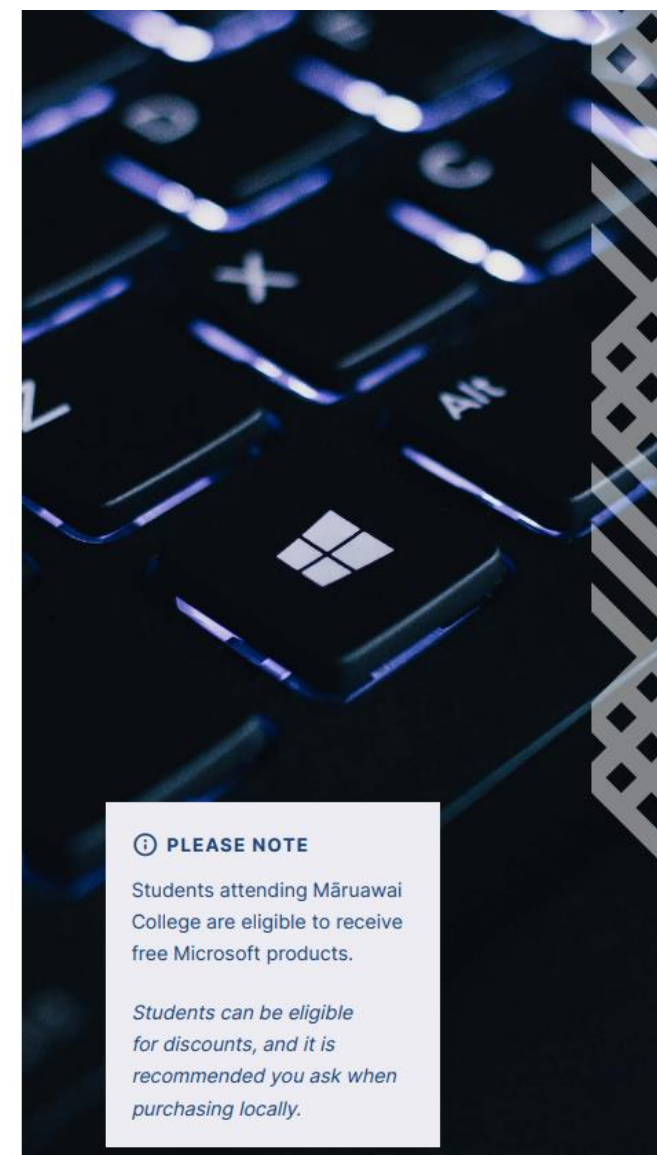 C
X
Z
Alt
PLEASE NOTE
Students attending Māruawai
College are eligible to receive
free Microsoft products.
Students can be eligible
for discounts, and it is
recommended you ask when
purchasing locally.